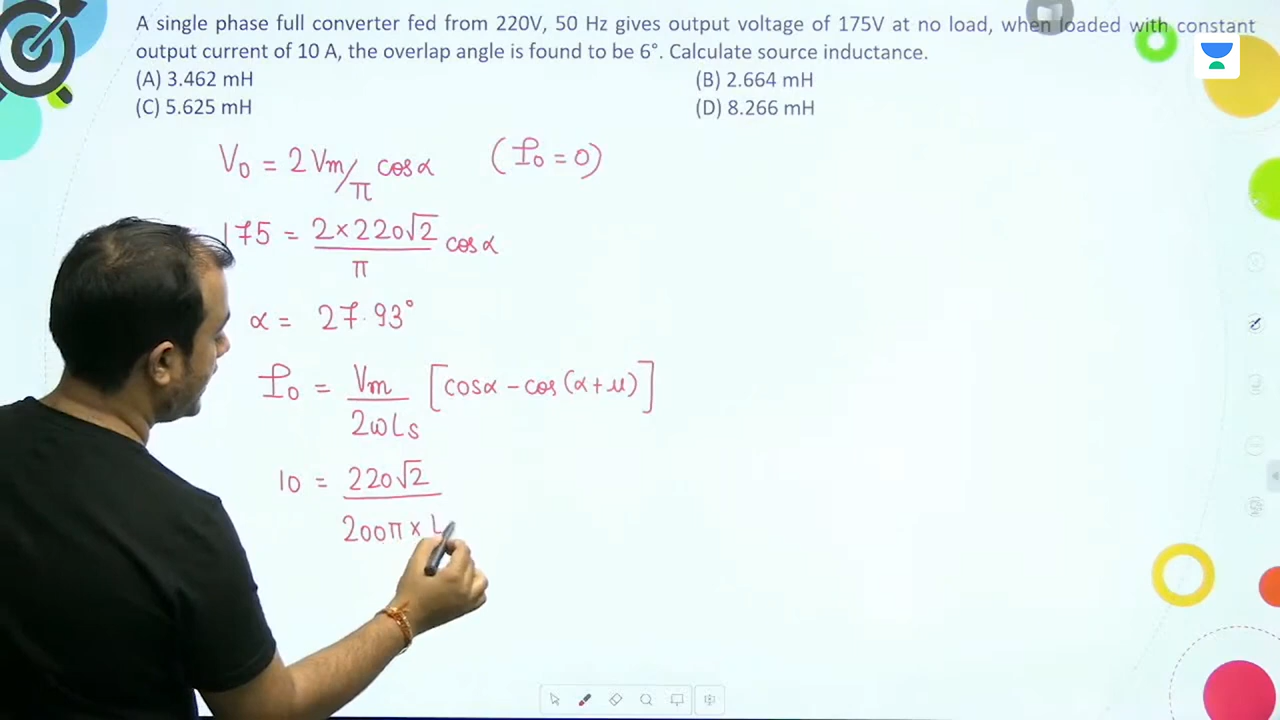 A single phase full converter fed from 220V, 50 Hz gives output voltage of 175V at no load, when loaded with constant
output current of 10 A, the overlap angle is found to be 6°. Calculate source inductance.
(A) 3.462 mH (B) 2.664 mH
(C) 5.625 mH (D) 8.266 mH
V₀ = 2Vm/π cosα (I₀ = 0)
175 = 2×220√2/π cosα
α = 27.93°
I₀ = Vm/2ωLs [cosα - cos(α+μ)]
10 = 220√2/200π × L